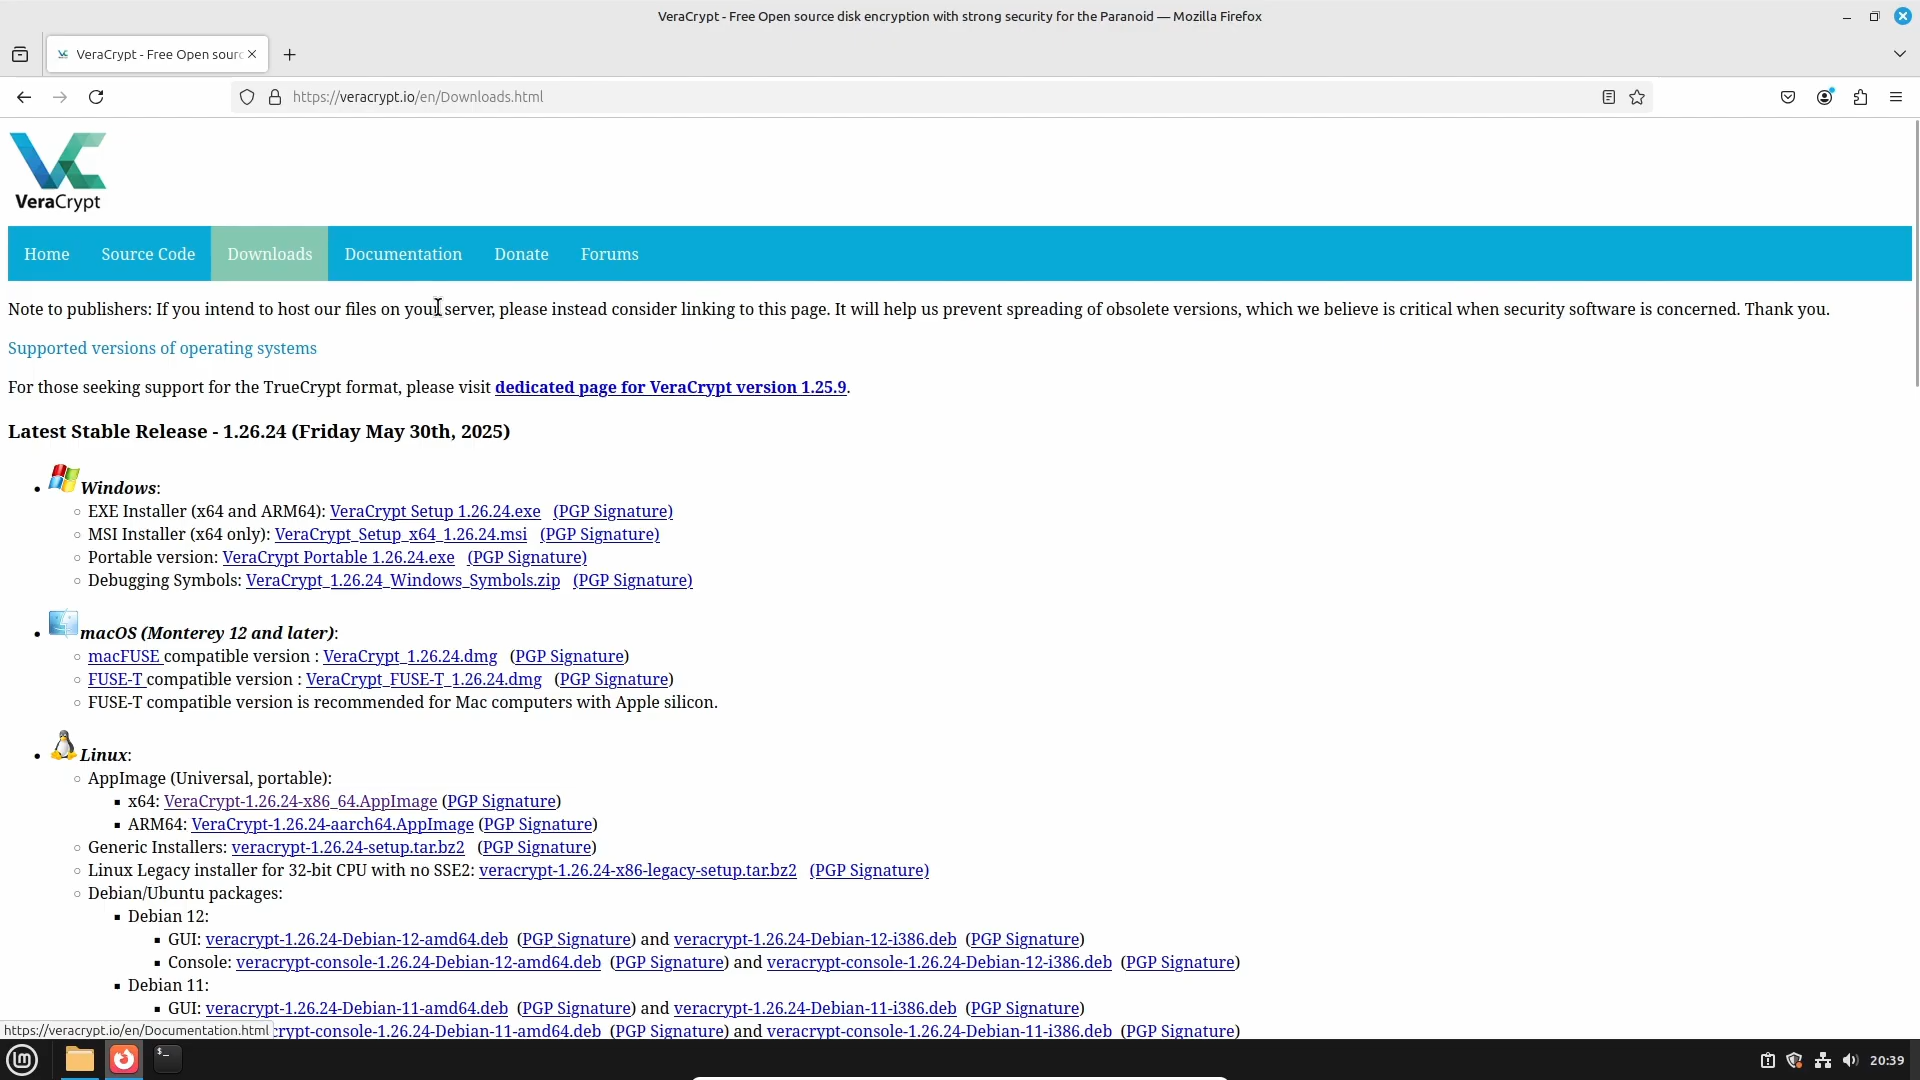 VeraCrypt - Free Open source disk encryption with strong security for the Paranoid — Mozilla Firefox
VeraCrypt - Free Open sourc
https://veracrypt.io/en/Downloads.html
VeraCrypt
Home Source Code Downloads Documentation Donate Forums
Note to publishers: If you intend to host our files on your server, please instead consider linking to this page. It will help us prevent spreading of obsolete versions, which we believe is critical when security software is concerned. Thank you.
Supported versions of operating systems
For those seeking support for the TrueCrypt format, please visit dedicated page for VeraCrypt version 1.25.9.
Latest Stable Release - 1.26.24 (Friday May 30th, 2025)
Windows:
EXE Installer (x64 and ARM64): VeraCrypt Setup 1.26.24.exe (PGP Signature)
MSI Installer (x64 only): VeraCrypt_Setup_x64_1.26.24.msi (PGP Signature)
Portable version: VeraCrypt Portable 1.26.24.exe (PGP Signature)
Debugging Symbols: VeraCrypt_1.26.24_Windows_Symbols.zip (PGP Signature)
macOS (Monterey 12 and later):
macFUSE compatible version : VeraCrypt_1.26.24.dmg (PGP Signature)
FUSE-T compatible version : VeraCrypt_FUSE-T_1.26.24.dmg (PGP Signature)
FUSE-T compatible version is recommended for Mac computers with Apple silicon.
Linux:
AppImage (Universal, portable):
x64: VeraCrypt-1.26.24-x86_64.AppImage (PGP Signature)
ARM64: VeraCrypt-1.26.24-aarch64.AppImage (PGP Signature)
Generic Installers: veracrypt-1.26.24-setup.tar.bz2 (PGP Signature)
Linux Legacy installer for 32-bit CPU with no SSE2: veracrypt-1.26.24-x86-legacy-setup.tar.bz2 (PGP Signature)
Debian/Ubuntu packages:
Debian 12:
GUI: veracrypt-1.26.24-Debian-12-amd64.deb (PGP Signature) and veracrypt-1.26.24-Debian-12-i386.deb (PGP Signature)
Console: veracrypt-console-1.26.24-Debian-12-amd64.deb (PGP Signature) and veracrypt-console-1.26.24-Debian-12-i386.deb (PGP Signature)
Debian 11:
GUI: veracrypt-1.26.24-Debian-11-amd64.deb (PGP Signature) and veracrypt-1.26.24-Debian-11-i386.deb (PGP Signature)
https://veracrypt.io/en/Documentation.html crypt-console-1.26.24-Debian-11-amd64.deb (PGP Signature) and veracrypt-console-1.26.24-Debian-11-i386.deb (PGP Signature)
20:39